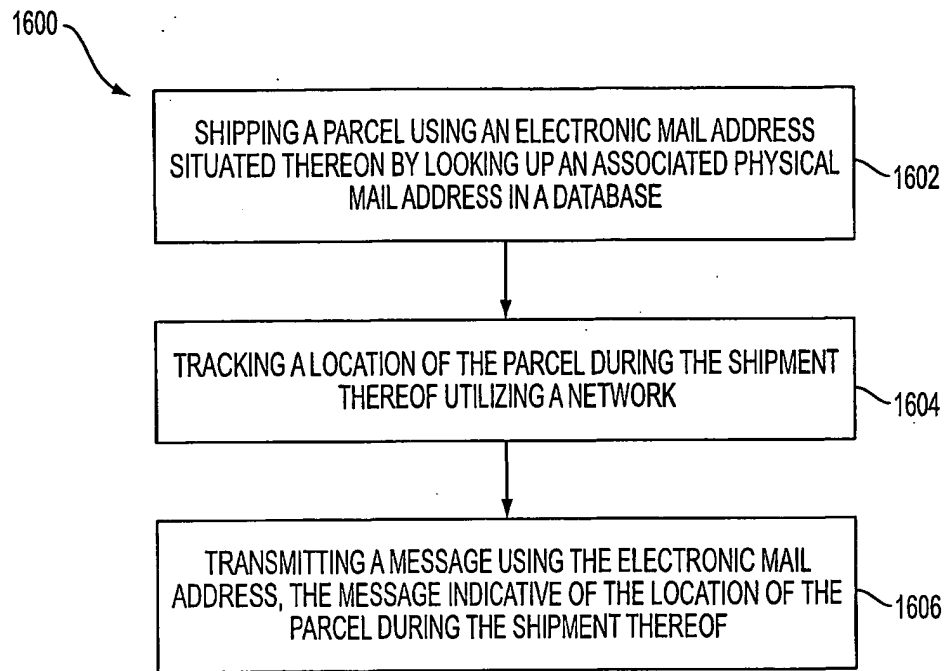 1600
SHIPPING A PARCEL USING AN ELECTRONIC MAIL ADDRESS
SITUATED THEREON BY LOOKING UP AN ASSOCIATED PHYSICAL
MAIL ADDRESS IN A DATABASE
1602
TRACKING A LOCATION OF THE PARCEL DURING THE SHIPMENT
THEREOF UTILIZING A NETWORK
1604
TRANSMITTING A MESSAGE USING THE ELECTRONIC MAIL
ADDRESS, THE MESSAGE INDICATIVE OF THE LOCATION OF THE
PARCEL DURING THE SHIPMENT THEREOF
1606